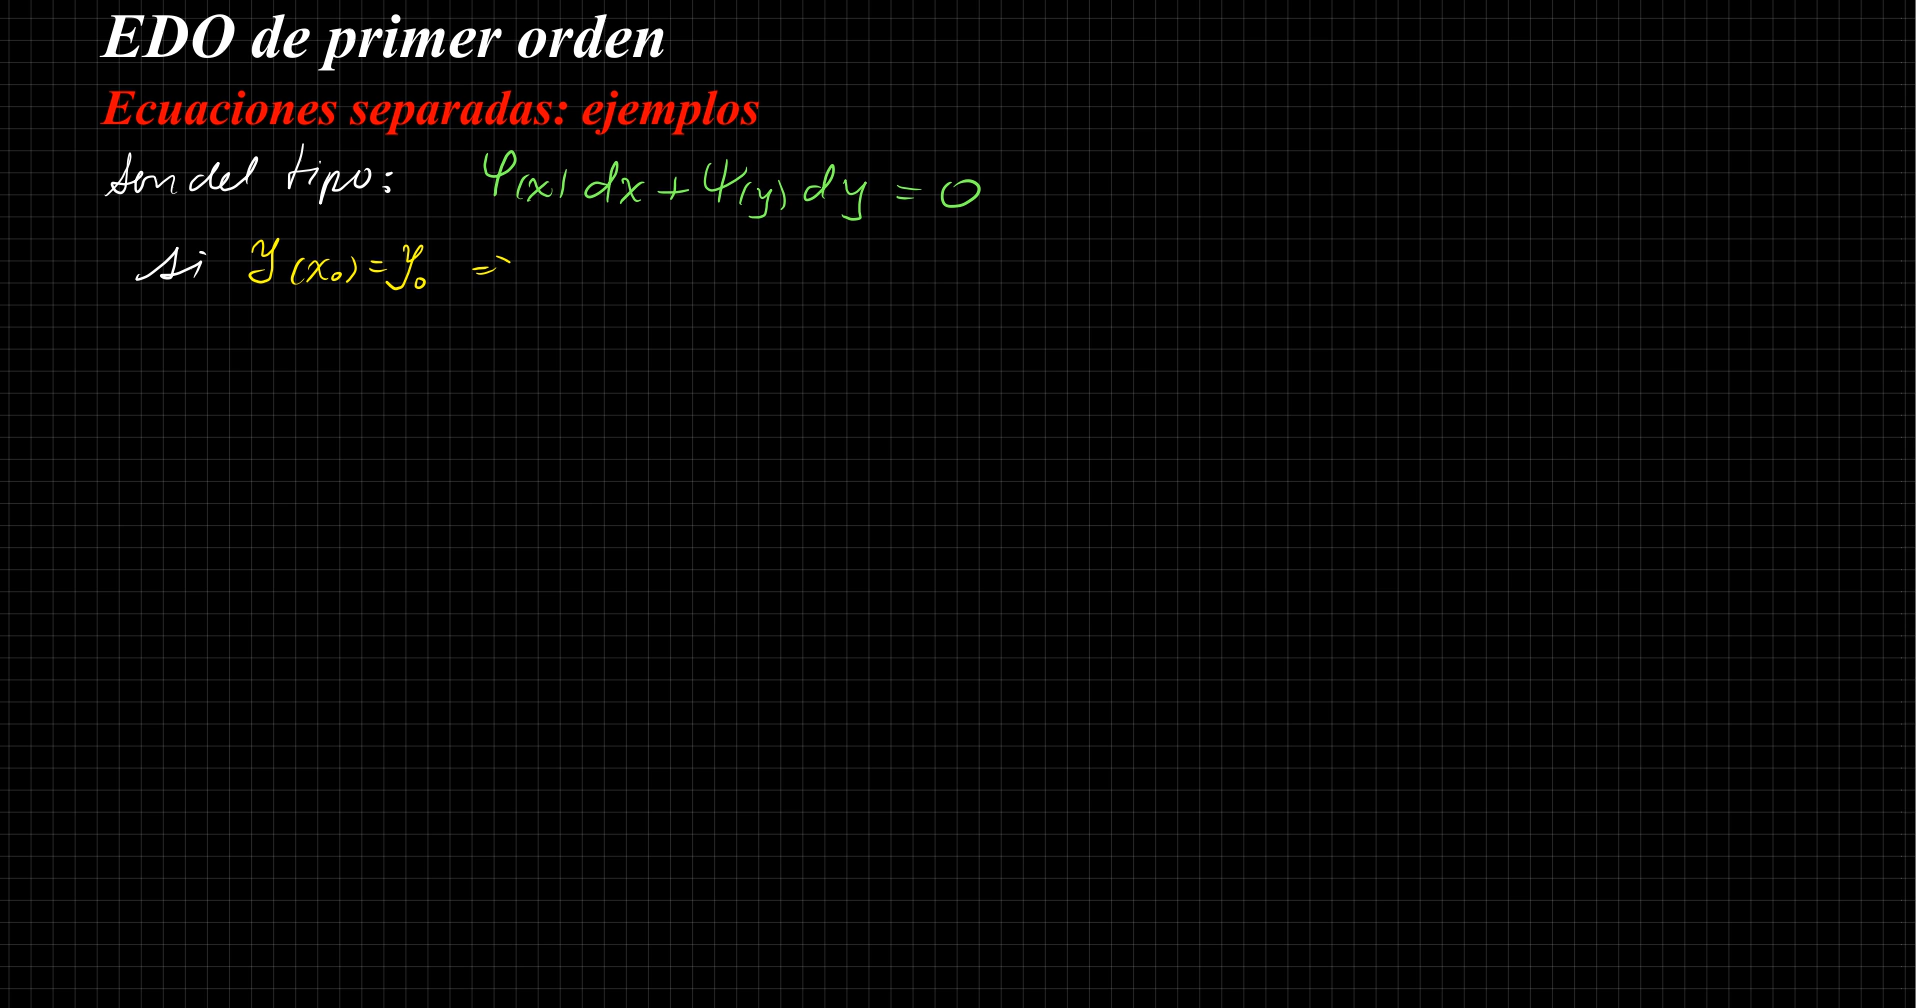 EDO de primer orden
Ecuaciones separadas: ejemplos
Son del tipo: φ(x) dx + ψ(y) dy = 0
Si y(x₀) = y₀ =>